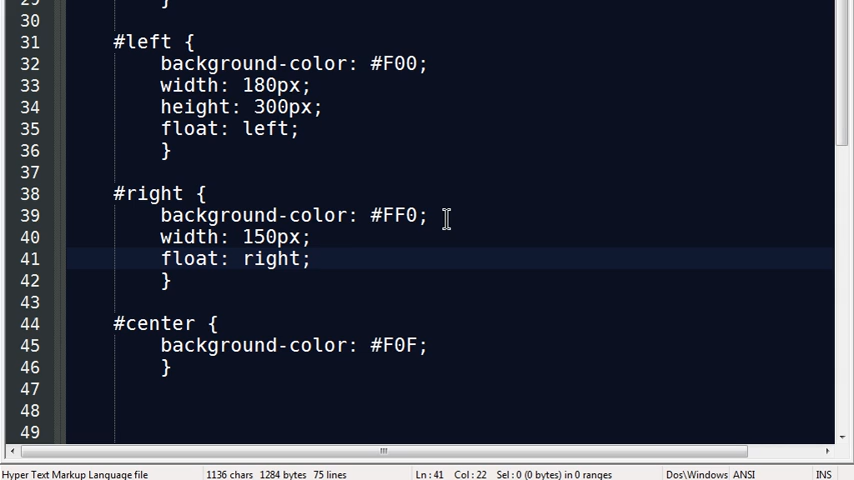 29 }
30
31 #left {
32 background-color: #F00;
33 width: 180px;
34 height: 300px;
35 float: left;
36 }
37
38 #right {
39 background-color: #FF0;
40 width: 150px;
41 float: right;
42 }
43
44 #center {
45 background-color: #F0F;
46 }
47
48
49
Hyper Text Markup Language file 1136 chars 1284 bytes 75 lines Ln : 41 Col : 22 Sel : 0 (0 bytes) in 0 ranges Dos\Windows ANSI INS